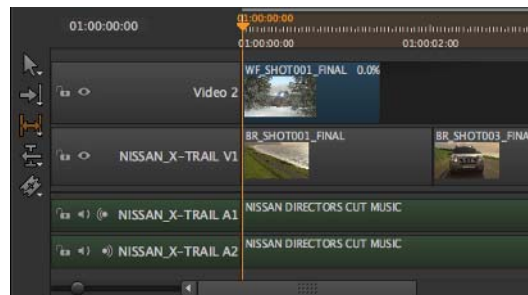 01:00:00:00
01:00:00:00
01:00:00:00 01:00:02:00
WF_SHOT001_FINAL 0.0%
Video 2
BR_SHOT001_FINAL BR_SHOT003_FINA
NISSAN_X-TRAIL V1
NISSAN_X-TRAIL A1 NISSAN DIRECTORS CUT MUSIC
NISSAN_X-TRAIL A2 NISSAN DIRECTORS CUT MUSIC